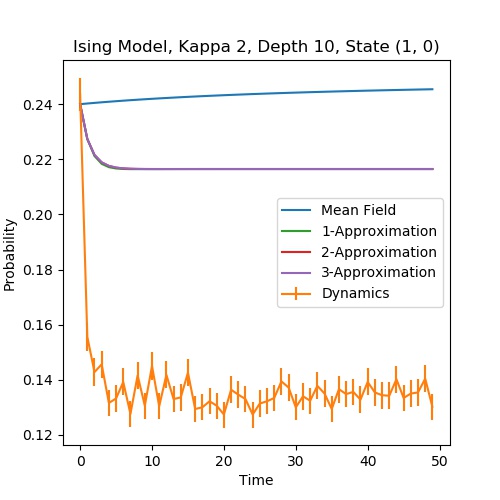 Ising Model, Kappa 2, Depth 10, State (1, 0)
Probability
0.24
0.22
0.20
0.18
0.16
0.14
0.12
Mean Field
1-Approximation
2-Approximation
3-Approximation
Dynamics
0 10 20 30 40 50
Time